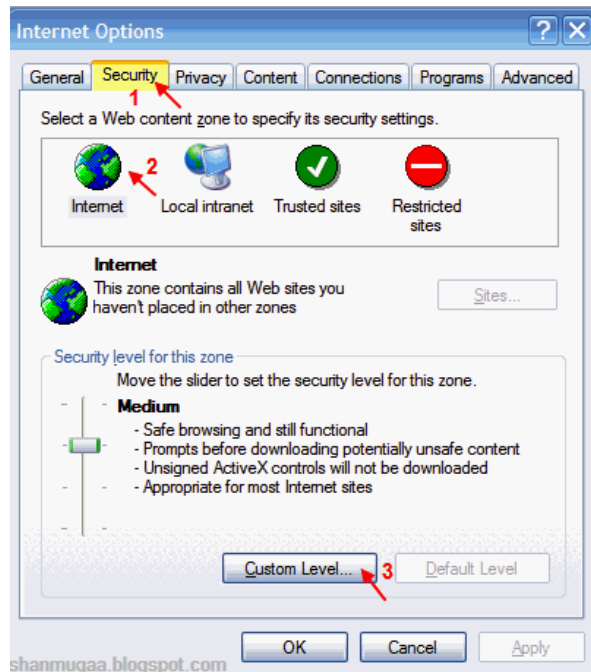 Internet Options
General Security Privacy Content Connections Programs Advanced
1
Select a Web content zone to specify its security settings.
2
Internet Local intranet Trusted sites Restricted
sites
Internet
This zone contains all Web sites you
haven't placed in other zones
Sites...
Security level for this zone
Move the slider to set the security level for this zone.
Medium
- Safe browsing and still functional
- Prompts before downloading potentially unsafe content
- Unsigned ActiveX controls will not be downloaded
- Appropriate for most Internet sites
Custom Level... 3 Default Level
OK Cancel Apply
shanmugaa.blogspot.com